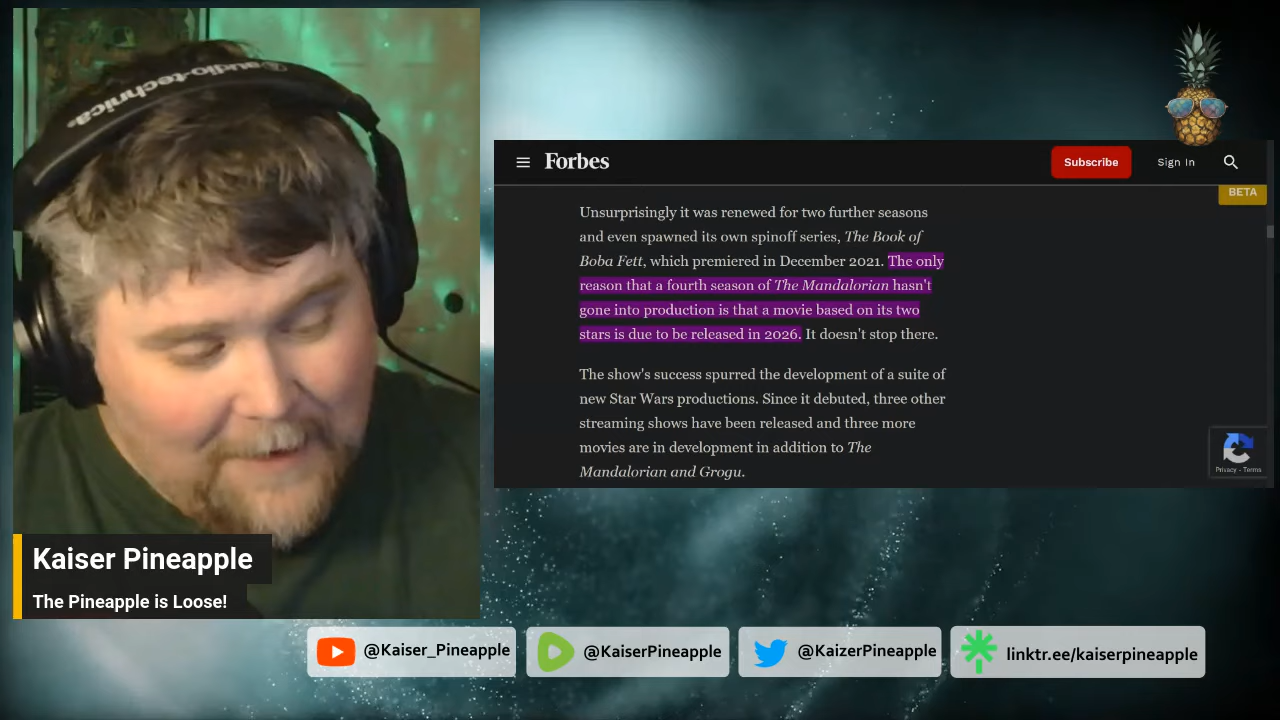 audio-technica
Kaiser Pineapple
The Pineapple is Loose!
Forbes
Subscribe
Sign In
BETA
Unsurprisingly it was renewed for two further seasons
and even spawned its own spinoff series, The Book of
Boba Fett, which premiered in December 2021. The only
reason that a fourth season of The Mandalorian hasn't
gone into production is that a movie based on its two
stars is due to be released in 2026. It doesn't stop there.
The show's success spurred the development of a suite of
new Star Wars productions. Since it debuted, three other
streaming shows have been released and three more
movies are in development in addition to The
Mandalorian and Grogu.
Privacy - Terms
@Kaiser_Pineapple
@KaiserPineapple
@KaizerPineapple
linktr.ee/kaiserpineapple